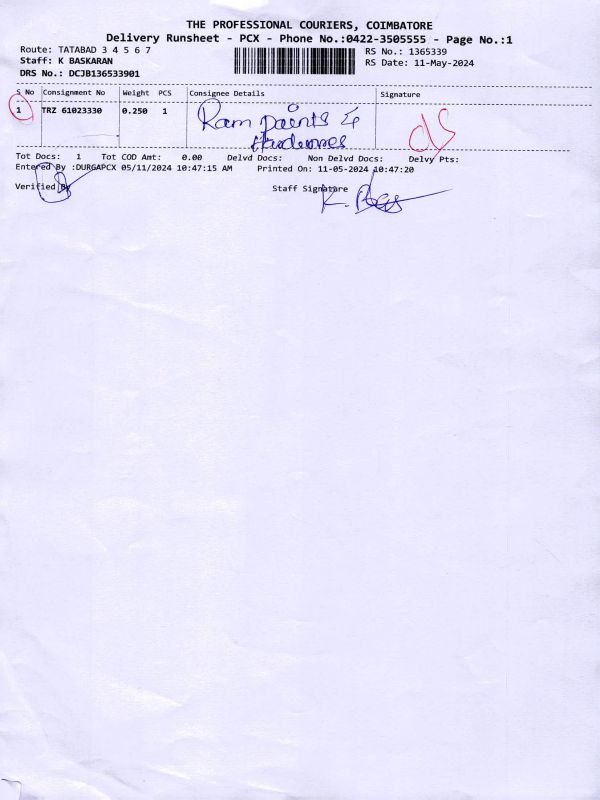 THE PROFESSIONAL COURIERS, COIMBATORE
Delivery Runsheet - PCX - Phone No.:0422-3505555 - Page No.:1
Route: TATABAD 3 4 5 6 7
RS No.: 1365339
Staff: K BASKARAN
RS Date: 11-May-2024
DRS No.: DCJB136533901
S No Consignment No Weight PCS Consignee Details Signature
1 TRZ 61023330 0.250 1 Ram paints &
Tot Docs: 1 Tot COD Amt: 0.00 Delvd Docs: Non Delvd Docs: Delvy Pts:
Entered By :DURGAPCX 05/11/2024 10:47:15 AM Printed On: 11-05-2024 10:47:20
Verified By
Staff Signature
K.